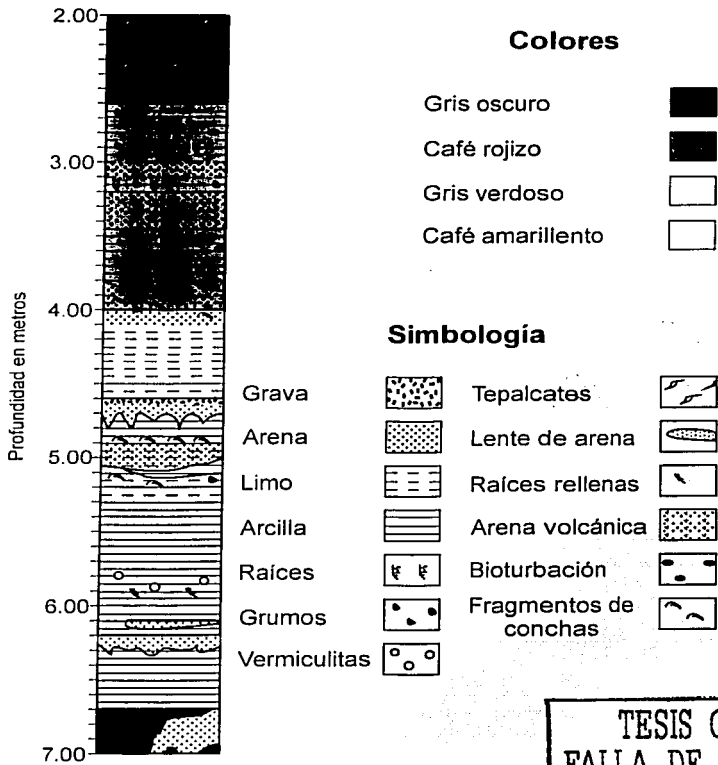 2.00
3.00
4.00
5.00
6.00
7.00
Profundidad en metros
Colores
Gris oscuro
Café rojizo
Gris verdoso
Café amarillento
Simbología
Grava
Arena
Limo
Arcilla
Raíces
Grumos
Vermiculitas
Tepalcates
Lente de arena
Raíces rellenas
Arena volcánica
Bioturbación
Fragmentos de
conchas
TESIS
FALLA DE